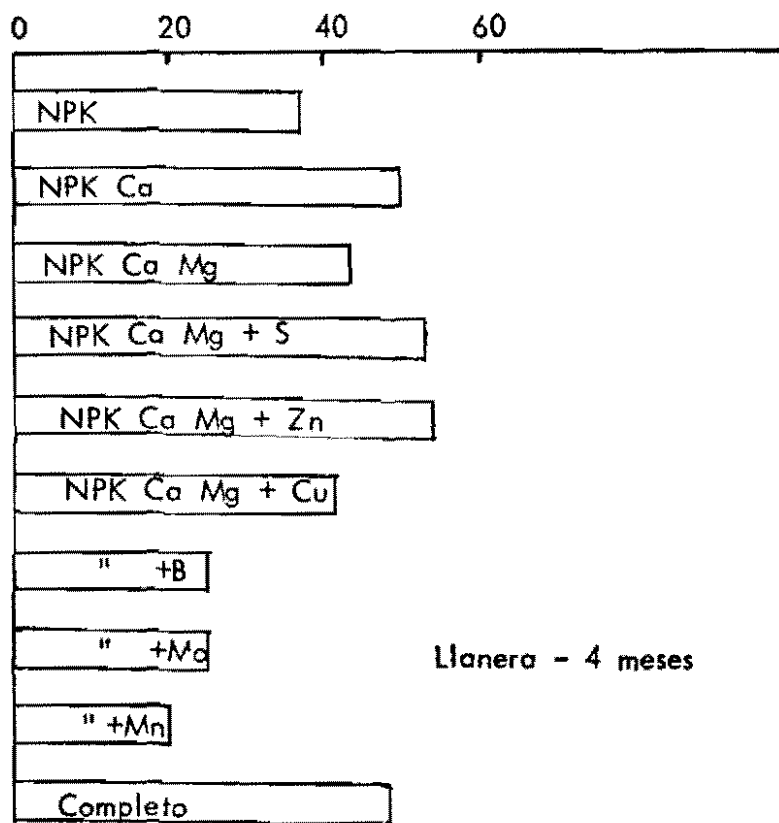 0 20 40 60
NPK
NPK Ca
NPK Ca Mg
NPK Ca Mg + S
NPK Ca Mg + Zn
NPK Ca Mg + Cu
" +B
" +Mo
Llanera - 4 meses
" +Mn
Completo